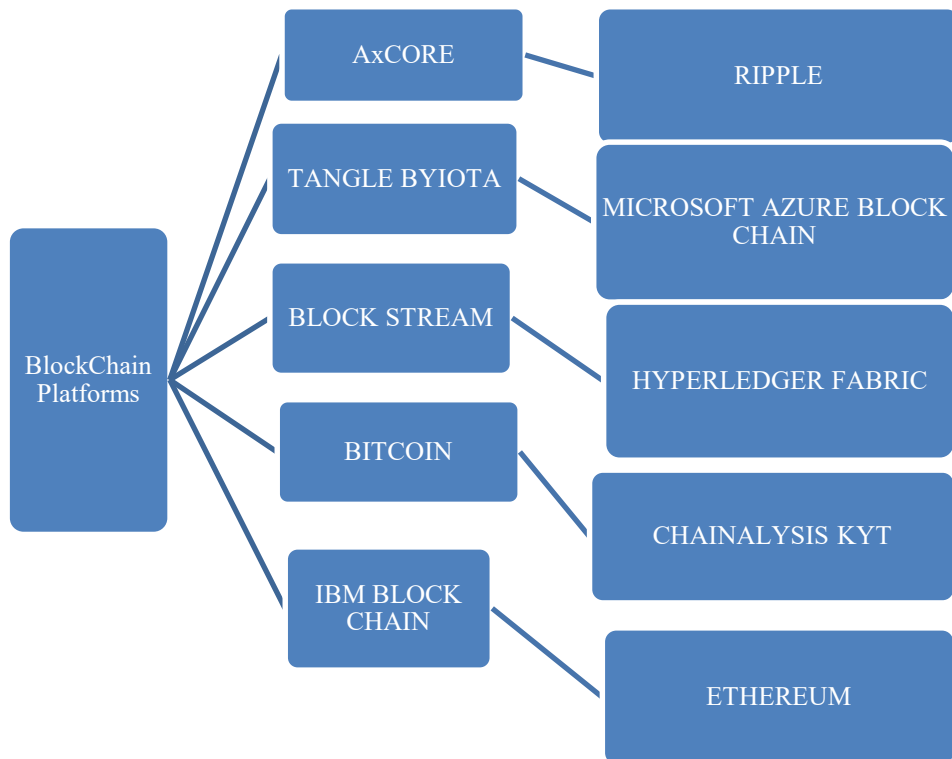 BlockChain
Platforms
AxCORE
TANGLE BYIOTA
BLOCK STREAM
BITCOIN
IBM BLOCK
CHAIN
RIPPLE
MICROSOFT AZURE BLOCK
CHAIN
HYPERLEDGER FABRIC
CHAINALYSIS KYT
ETHEREUM